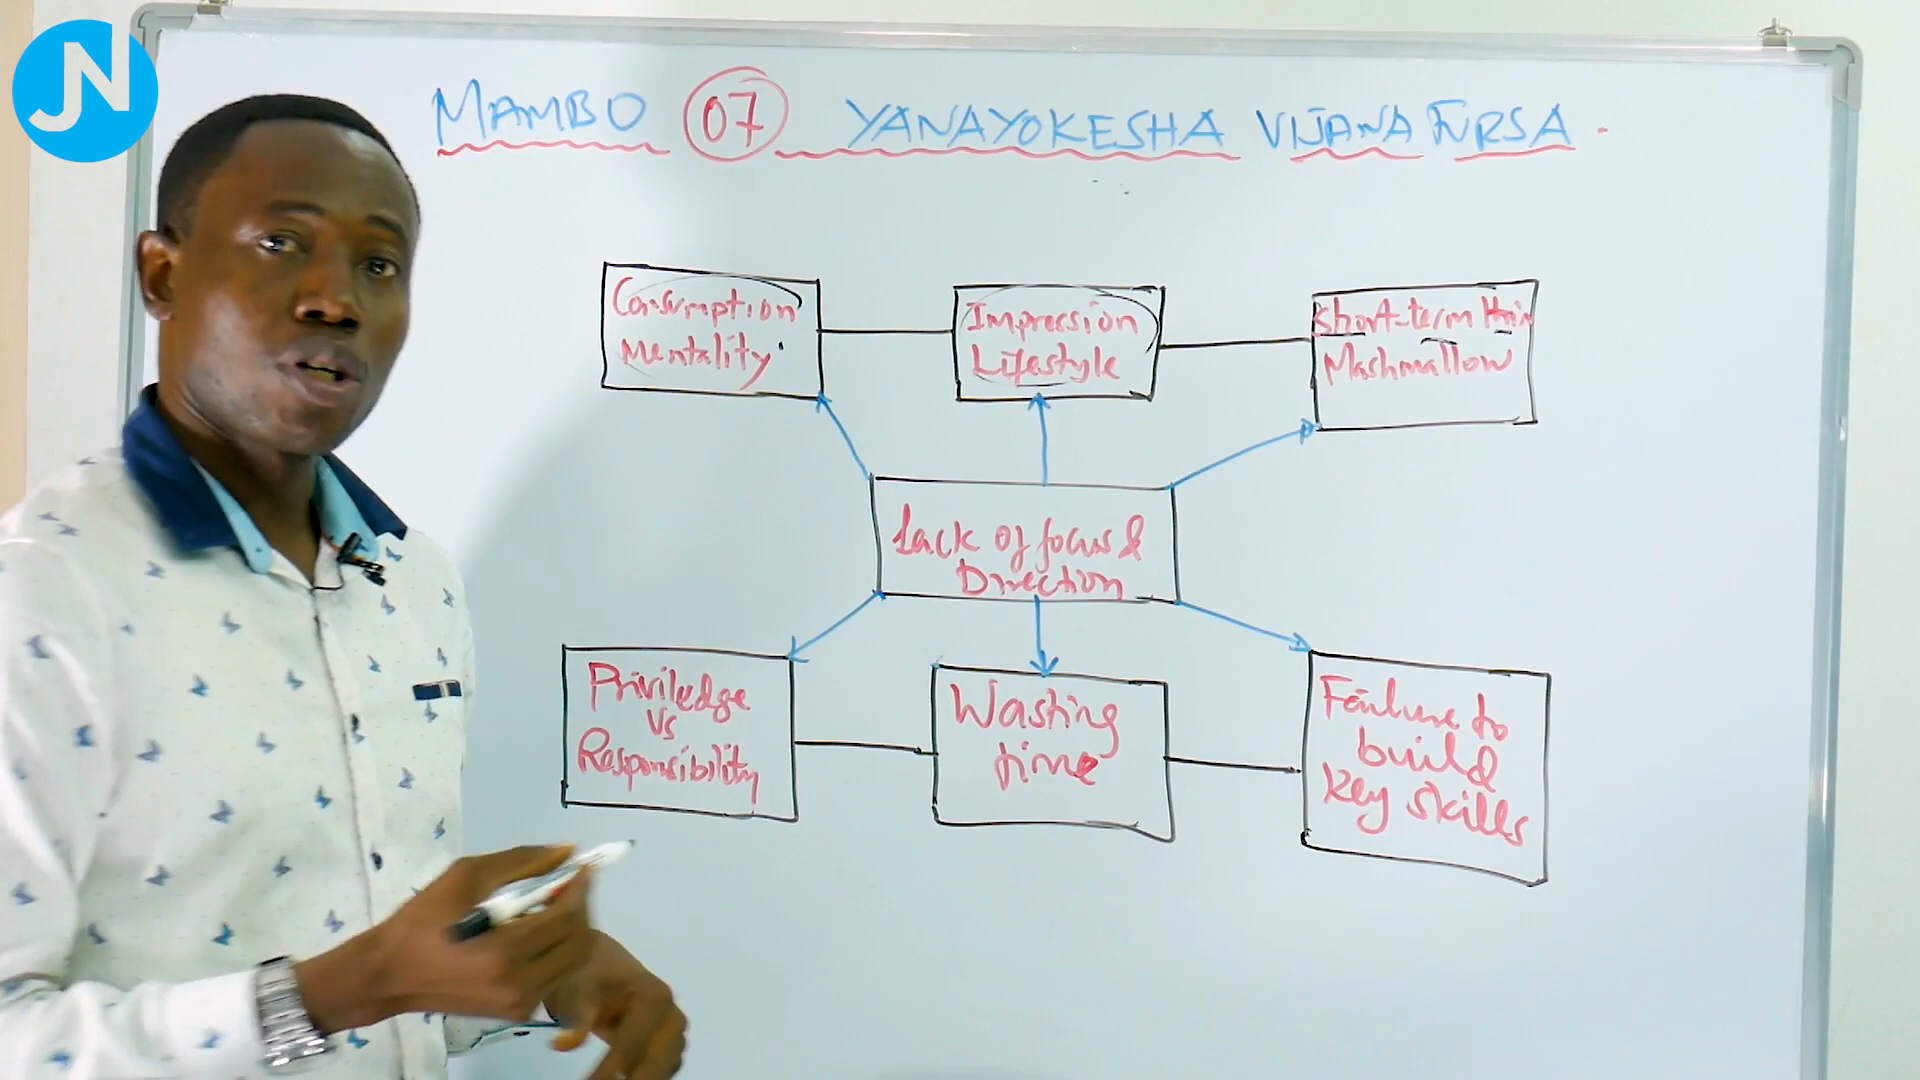 JN
MAMBO 07 YANAYOKESHA VIJANA FURSA.
Consumption
Mentality
Impression
Lifestyle
Short-term
Mashmallow
Lack of focus &
Direction
Priviledge
Vs
Responsibility
Wasting
time
Failure to
build
Key skills